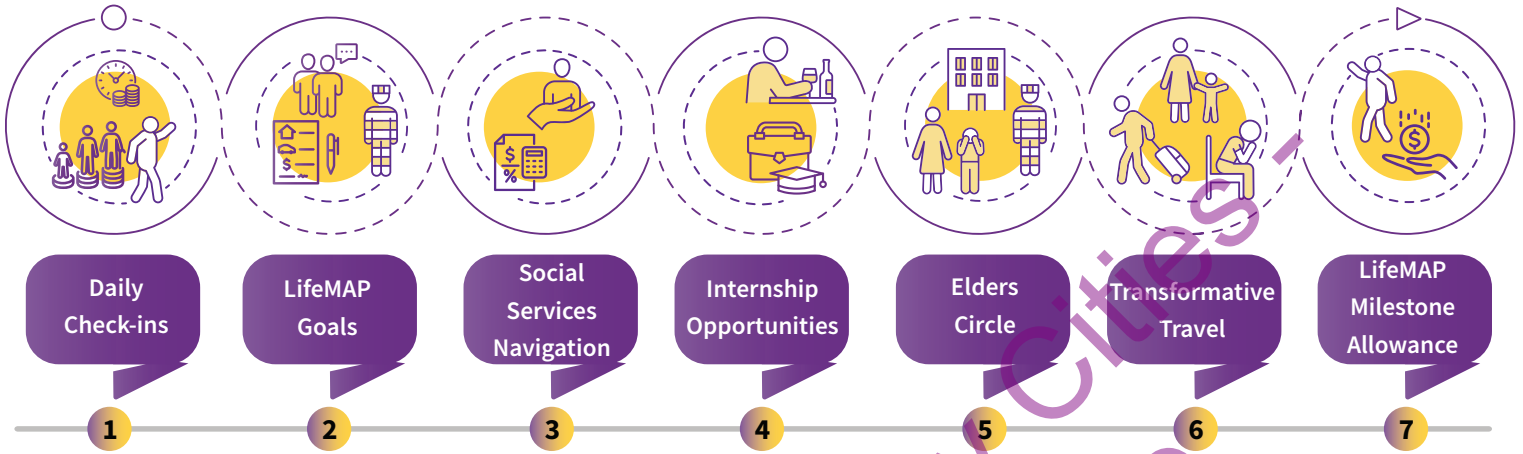 $
$
%
$
Daily
Check-ins
LifeMAP
Goals
Social
Services
Navigation
Internship
Opportunities
Elders
Circle
Transformative
Travel
LifeMAP
Milestone
Allowance
1
2
3
4
5
6
7
Cities -